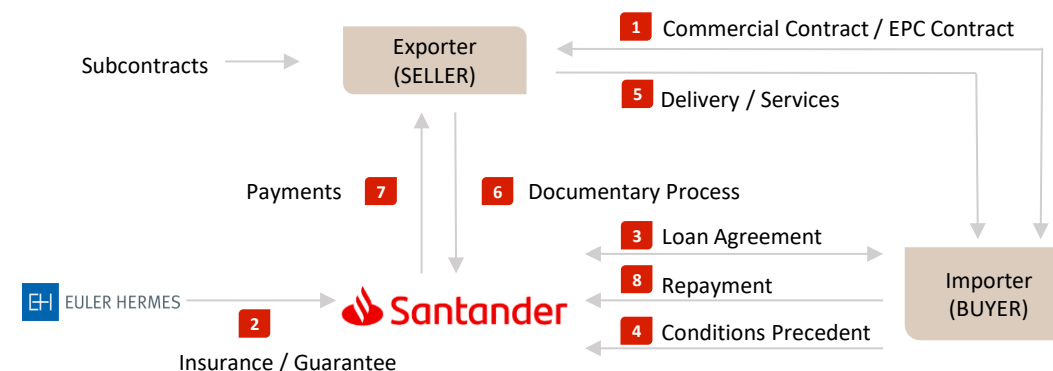 1 Commercial Contract / EPC Contract
Exporter
(SELLER)
Subcontracts
5 Delivery / Services
Payments 7
6 Documentary Process
3 Loan Agreement
8 Repayment
Importer
(BUYER)
EH EULER HERMES
Santander
2
4 Conditions Precedent
Insurance / Guarantee